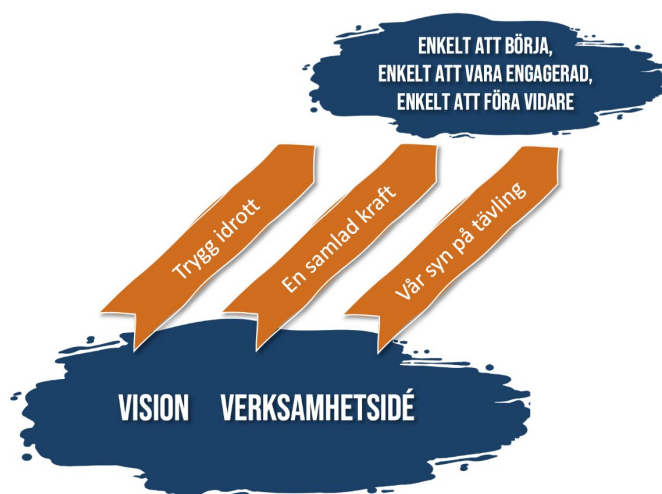 ENKELT ATT BÖRJA,
ENKELT ATT VARA ENGAGERAD,
ENKELT ATT FÖRA VIDARE
Trygg idrott
En samlad kraft
Vår syn på tävling
VISION VERKSAMHETSIDÉ